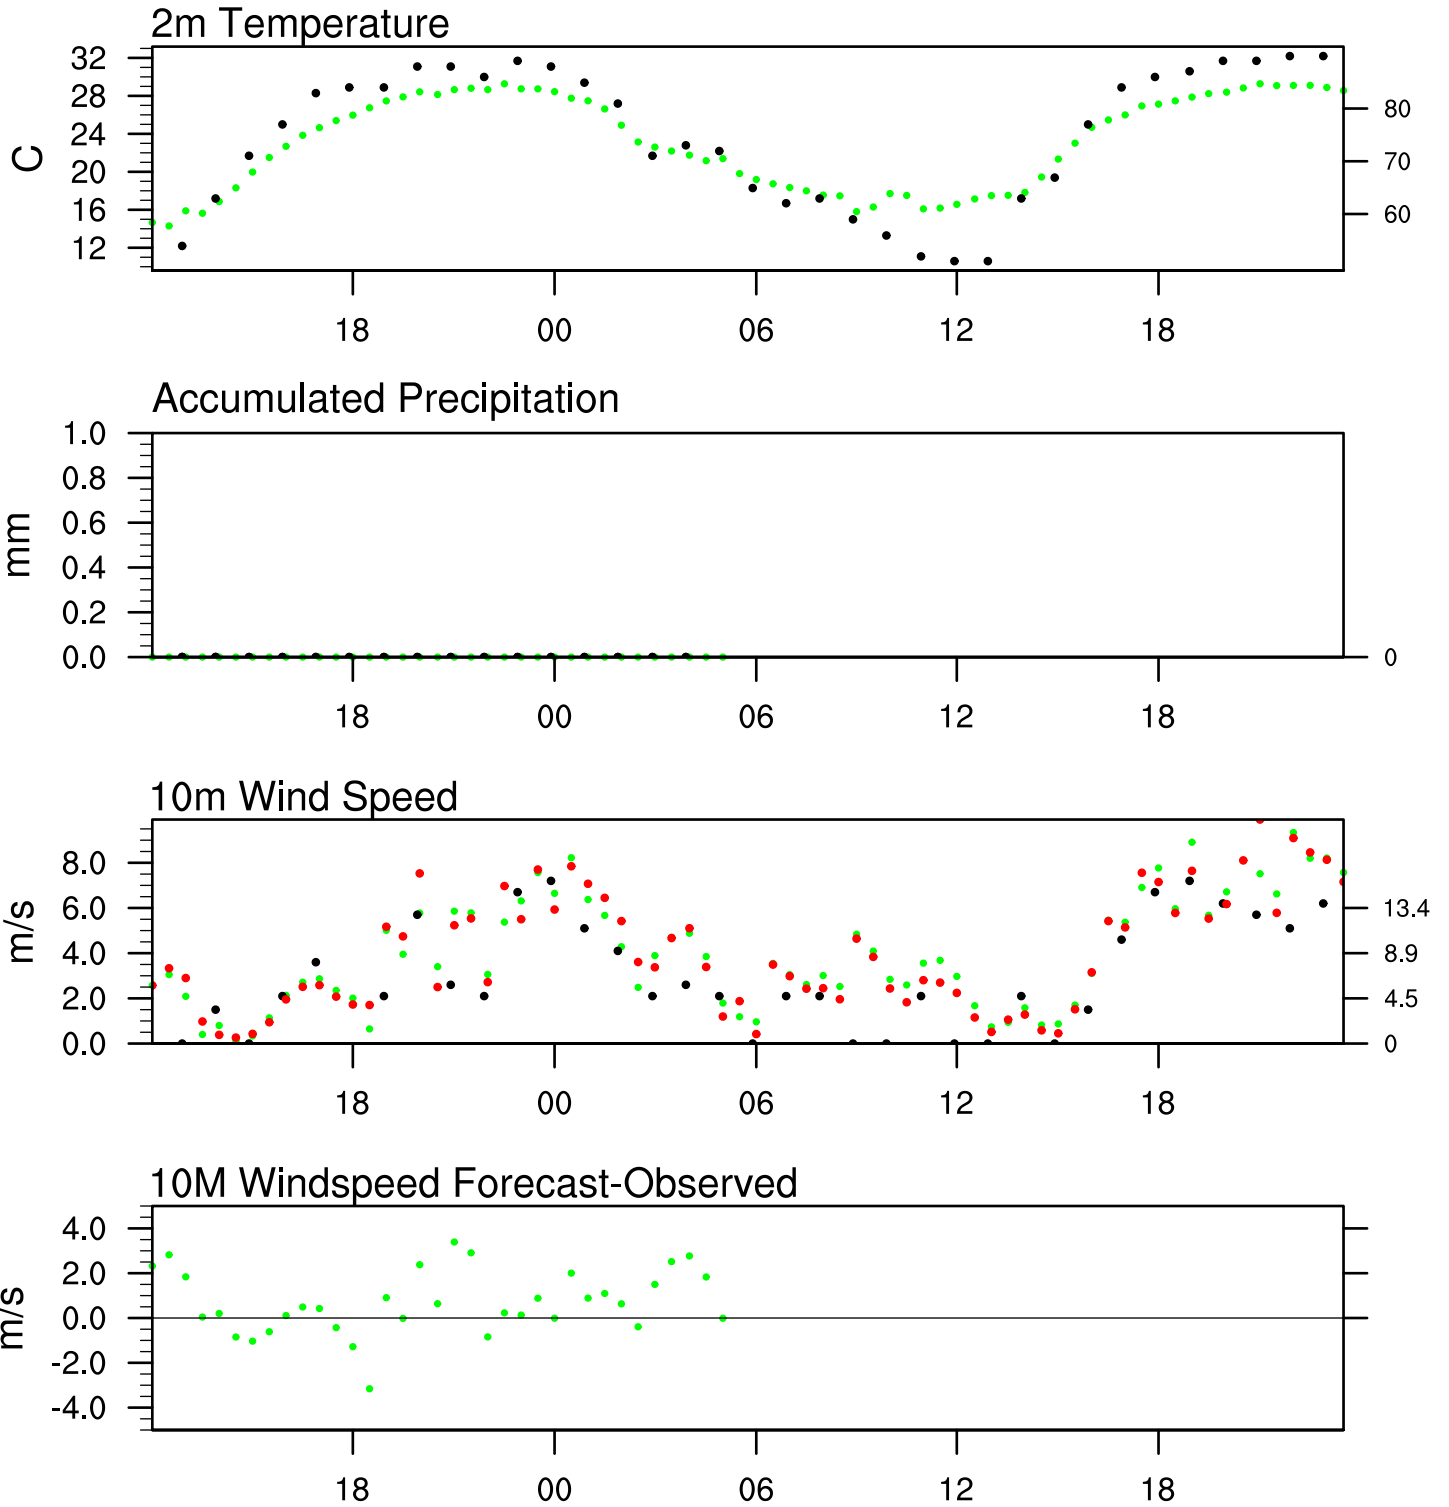 2m Temperature
32
28
24
20
16
12
C
80
70
60
18 00 06 12 18
Accumulated Precipitation
1.0
0.8
0.6
0.4
0.2
0.0
mm
0
18 00 06 12 18
10m Wind Speed
8.0
6.0
4.0
2.0
0.0
m/s
13.4
8.9
4.5
0
18 00 06 12 18
10M Windspeed Forecast-Observed
4.0
2.0
0.0
-2.0
-4.0
m/s
18 00 06 12 18